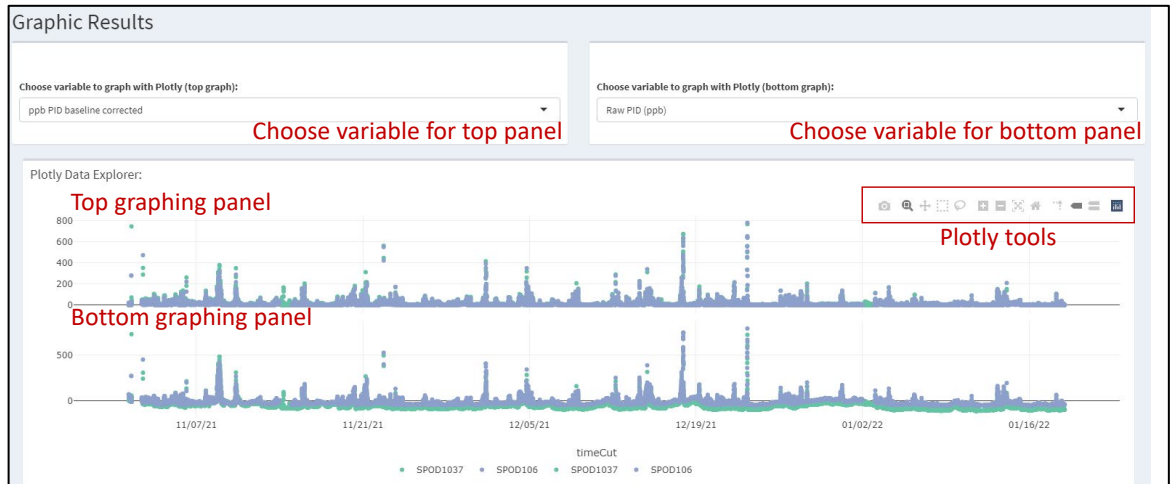 Graphic Results
Choose variable to graph with Plotly (top graph):
ppb PID baseline corrected
Choose variable for top panel
Choose variable to graph with Plotly (bottom graph):
Raw PID (ppb)
Choose variable for bottom panel
Plotly Data Explorer:
Top graphing panel
Plotly tools
800
600
400
200
0
Bottom graphing panel
500
0
11/07/21 11/21/21 12/05/21 12/19/21 01/02/22 01/16/22
timeCut
SPOD1037 SPOD106 SPOD1037 SPOD106